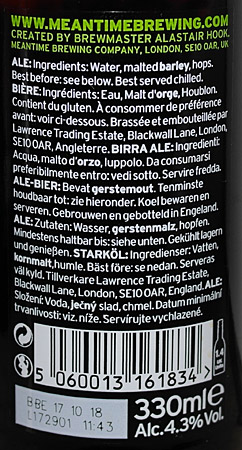 WWW.MEANTIMEBREWING.COM
CREATED BY BREWMASTER ALASTAIR HOOK.
MEANTIME BREWING COMPANY, LONDON, SE10 0AR, UK
ALE: Ingredients: Water, malted barley, hops.
Best before: see below. Best served chilled.
BIÈRE: Ingrédients: Eau, Malt d'orge, Houblon.
Contient du gluten. À consommer de préférence
avant: voir ci-dessous. Brassée et embouteillée par
Lawrence Trading Estate, Blackwall Lane, London,
SE10 0AR, Angleterre. BIRRA ALE: Ingredienti:
Acqua, malto d'orzo, luppolo. Da consumarsi
preferibilmente entro: vedi sotto. Servire fredda.
ALE-BIER: Bevat gerstemout. Tenminste
houdbaar tot: zie hieronder. Koel bewaren en
serveren. Gebrouwen en gebotteld in Engeland.
ALE: Zutaten: Wasser, gerstenmalz, hopfen.
Mindestens haltbar bis: siehe unten. Gekühlt lagern
und trinken. STARKÖL: Ingredienser: Vatten,
kornmalt, humle. Bäst före: se nedan. Serveras
väl kyld. Tillverkare Lawrence Trading Estate,
Blackwall Lane, London, SE10 0AR, England. ALE:
Složení: Voda, ječný slad, chmel. Datum minimální
trvanlivosti: viz. níže. Servírujte vychlazené.
5 060013 161834 >
1.4
BBE 17 10 18
L172901 11:43
330ml e
Alc.4.3% Vol.